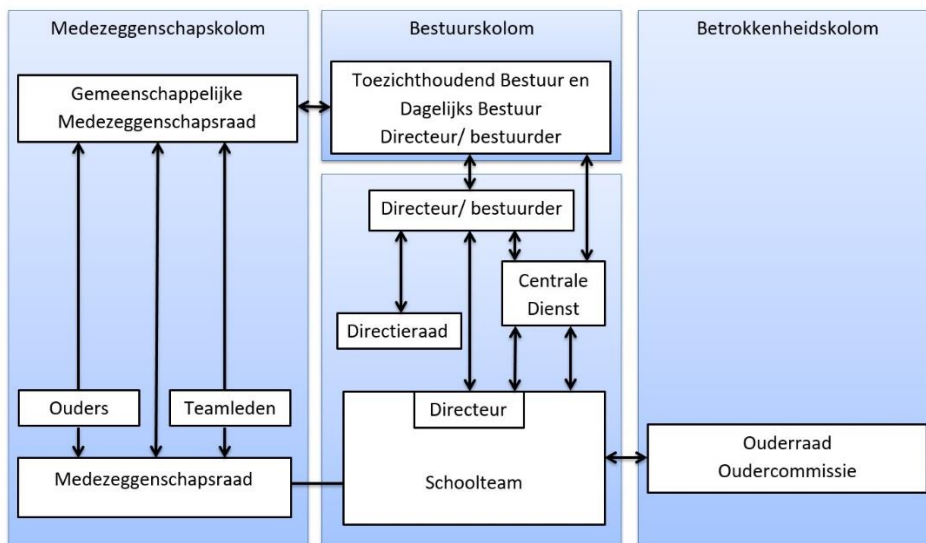 Medezeggenschapskolom
Gemeenschappelijke
Medezeggenschapsraad
Ouders
Teamleden
Medezeggenschapsraad
Bestuurskolom
Toezichthoudend Bestuur en
Dagelijks Bestuur
Directeur/ bestuurder
Directeur/ bestuurder
Centrale
Dienst
Directieraad
Directeur
Schoolteam
Betrokkenheidskolom
Ouderraad
Oudercommissie